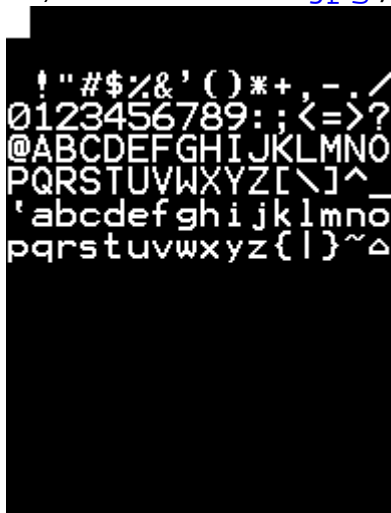 !"#$%&'()*+,-./
0123456789:;<=>?
@ABCDEFGHIJKLMNO
PQRSTUVWXYZ[\]^_
'abcdefghijklmno
pqrstuvwxyz{|}~⌂